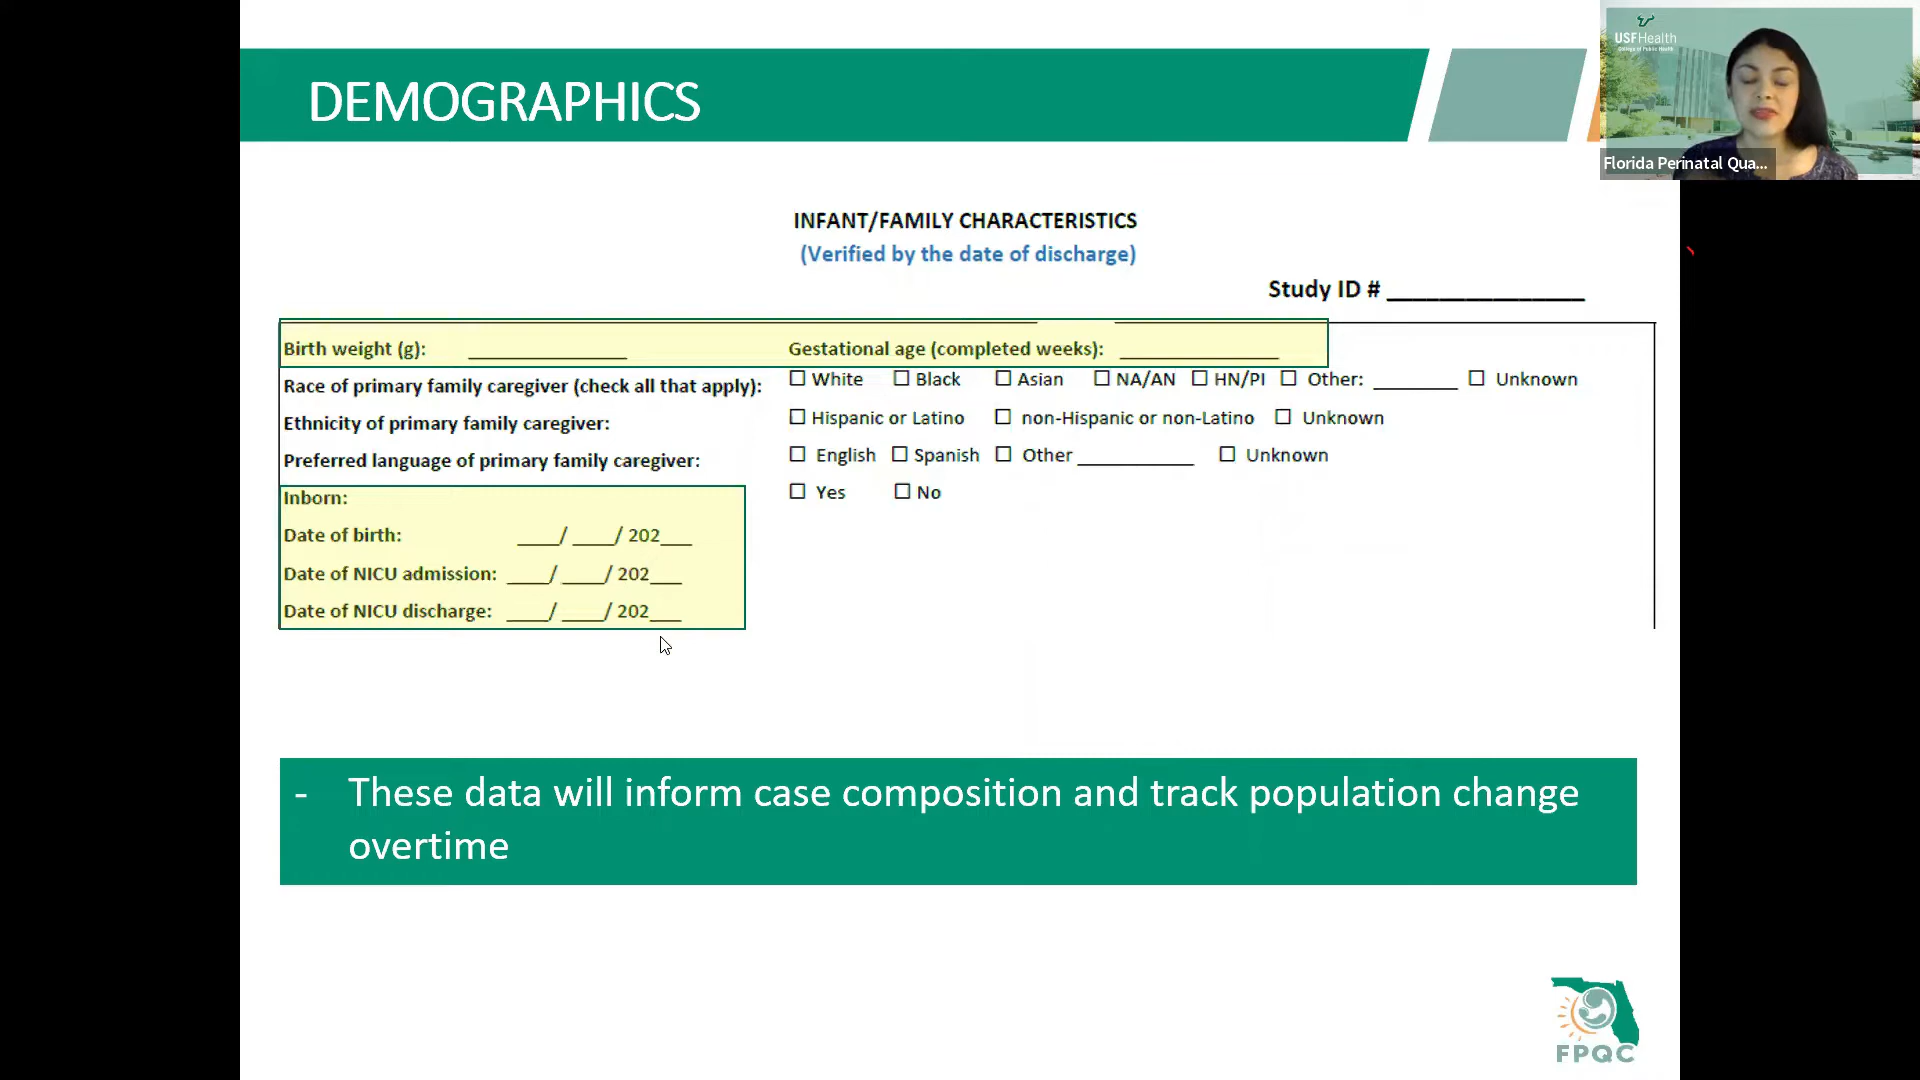 DEMOGRAPHICS
USFHealth
College of Public Health
Florida Perinatal Qua...
INFANT/FAMILY CHARACTERISTICS
(Verified by the date of discharge)
Study ID # _______________
Birth weight (g): _______________ Gestational age (completed weeks): _______________
Race of primary family caregiver (check all that apply): ☐ White ☐ Black ☐ Asian ☐ NA/AN ☐ HN/PI ☐ Other: ________ ☐ Unknown
Ethnicity of primary family caregiver: ☐ Hispanic or Latino ☐ non-Hispanic or non-Latino ☐ Unknown
Preferred language of primary family caregiver: ☐ English ☐ Spanish ☐ Other ___________ ☐ Unknown
Inborn: ☐ Yes ☐ No
Date of birth: ____/ ____/ 202___
Date of NICU admission: ____/ ____/ 202___
Date of NICU discharge: ____/ ____/ 202___
- These data will inform case composition and track population change
overtime
FPQC